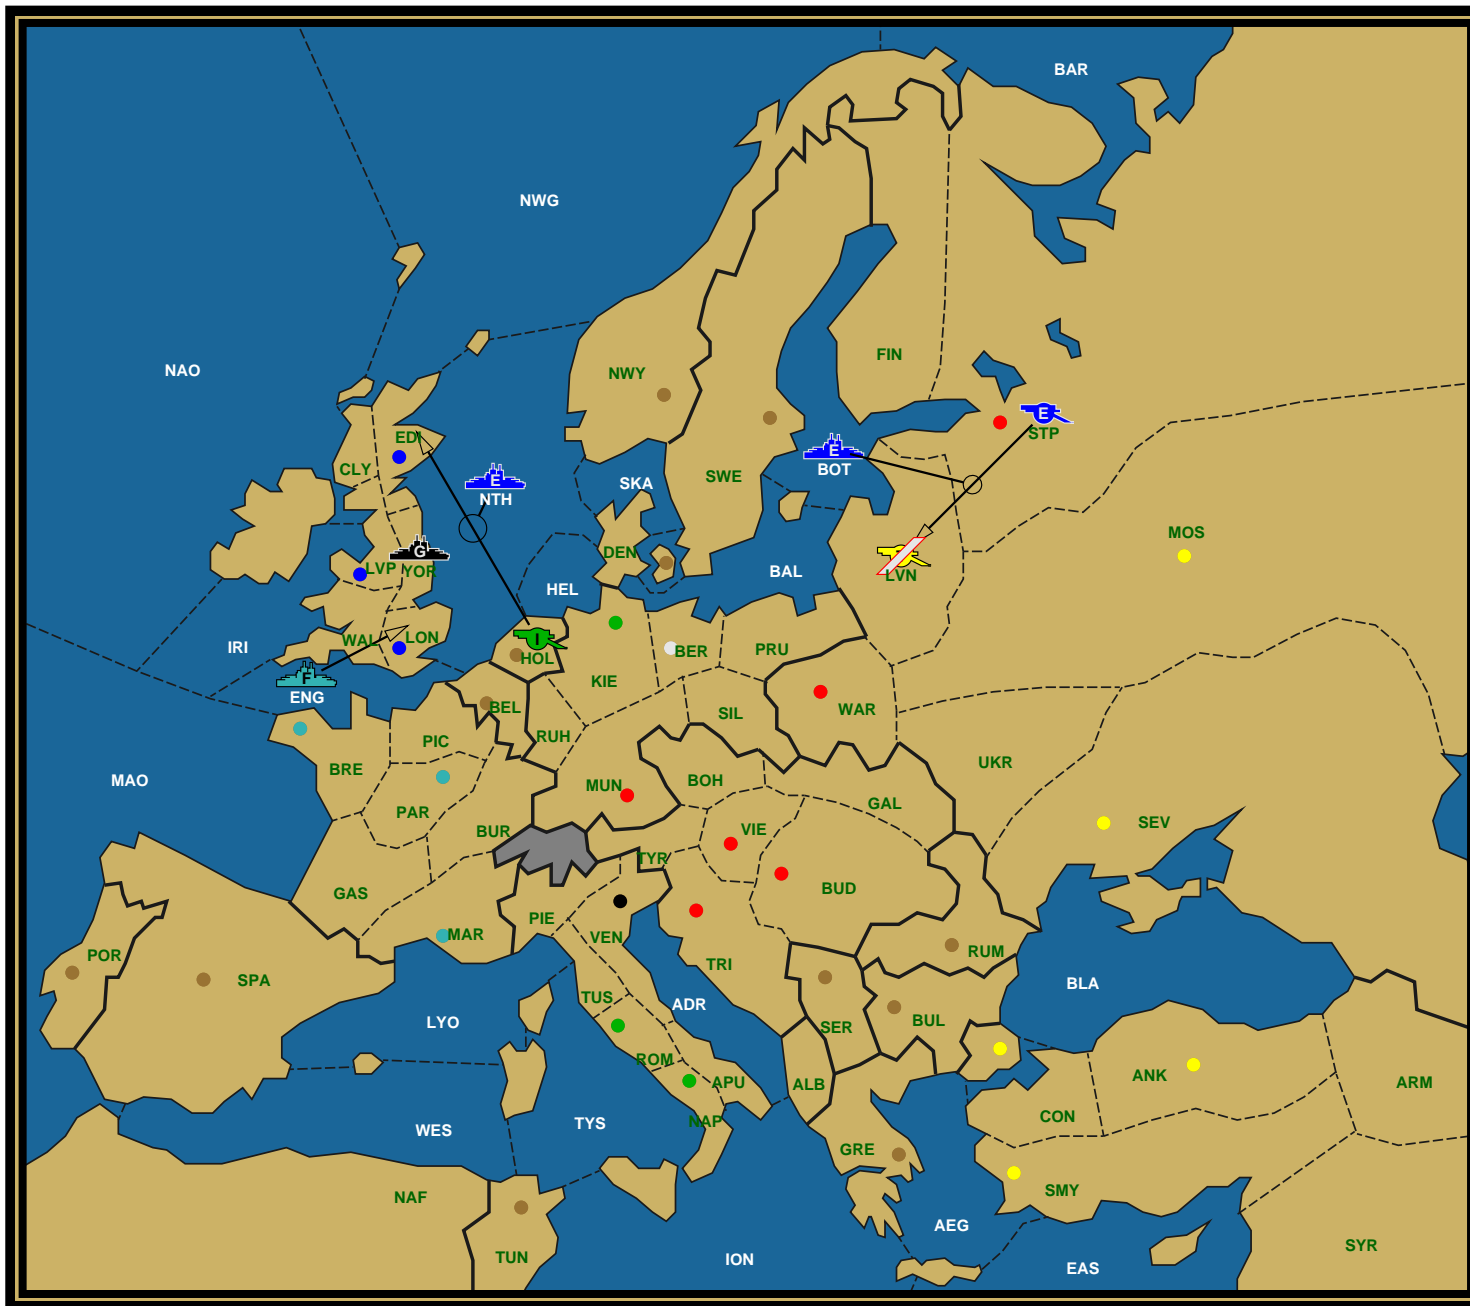 BAR
NWG
NAO
FIN
NWY
E
STP
EDI
E
BOT
CLY
E
NTH
SKA
SWE
MOS
G
YOR
DEN
LVP
BAL
LVN
HEL
IRI
WAL
LON
I
HOL
BER
PRU
F
ENG
KIE
BEL
SIL
WAR
RUH
PIC
BRE
UKR
MAO
MUN
BOH
GAL
PAR
BUR
VIE
SEV
TYR
BUD
GAS
PIE
MAR
VEN
POR
SPA
TRI
RUM
BLA
TUS
ADR
LYO
SER
BUL
ROM
APU
ALB
ANK
ARM
CON
NAP
TYS
WES
GRE
SMY
NAF
AEG
SYR
TUN
ION
EAS